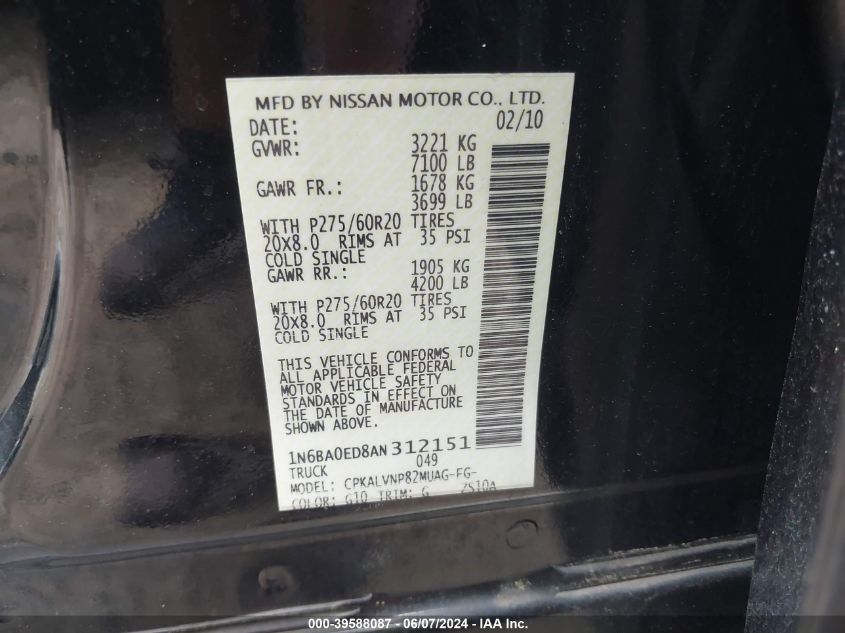 MFD BY NISSAN MOTOR CO., LTD.
DATE: 02/10
GVWR: 3221 KG
7100 LB
GAWR FR.: 1678 KG
3699 LB
WITH P275/60R20 TIRES
20X8.0 RIMS AT 35 PSI
COLD SINGLE
GAWR RR.: 1905 KG
4200 LB
WITH P275/60R20 TIRES
20X8.0 RIMS AT 35 PSI
COLD SINGLE
THIS VEHICLE CONFORMS TO
ALL APPLICABLE FEDERAL
MOTOR VEHICLE SAFETY
STANDARDS IN EFFECT ON
THE DATE OF MANUFACTURE
SHOWN ABOVE.
1N6BA0ED8AN312151
TRUCK 049
MODEL: CPKALVNP82MUAG-FG-
COLOR: G10 TRIM: G ZS10A
000-39588087 - 06/07/2024 - IAA Inc.